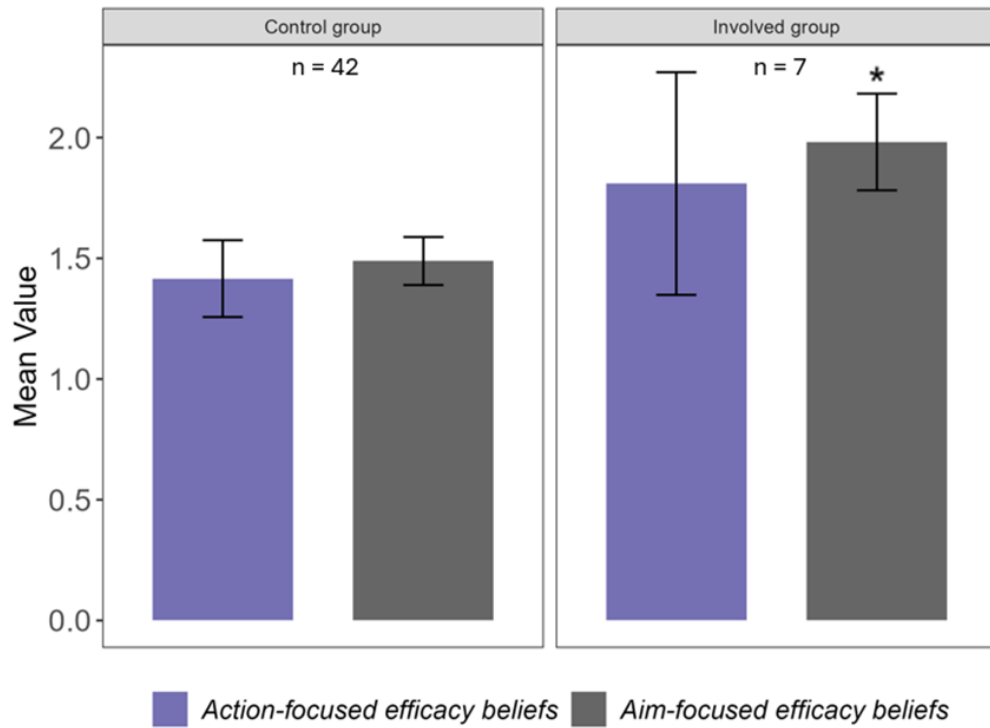 Control group
Involved group
n = 42
n = 7
*
Mean Value
2.0
1.5
1.0
0.5
0.0
Action-focused efficacy beliefs
Aim-focused efficacy beliefs